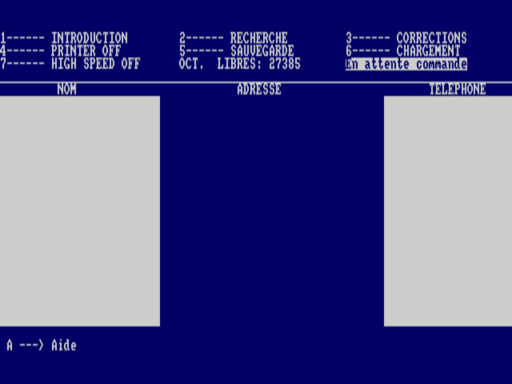 1------ INTRODUCTION 2------ RECHERCHE 3------ CORRECTIONS
4------ PRINTER OFF 5------ SAUVEGARDE 6------ CHARGEMENT
7------ HIGH SPEED OFF OCT. LIBRES: 27385 En attente commande
NOM ADRESSE TELEPHONE
A ---> Aide